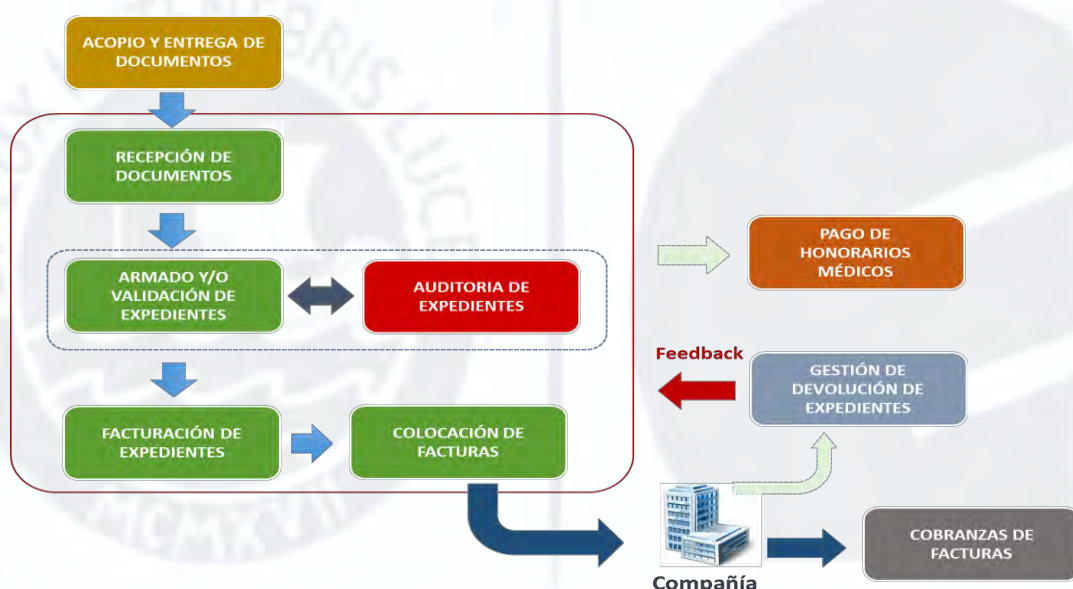 ACOPIO Y ENTREGA DE
DOCUMENTOS
RECEPCIÓN DE
DOCUMENTOS
ARMADO Y/O
VALIDACIÓN DE
EXPEDIENTES
AUDITORIA DE
EXPEDIENTES
PAGO DE
HONORARIOS
MÉDICOS
Feedback
GESTIÓN DE
DEVOLUCIÓN DE
EXPEDIENTES
FACTURACIÓN DE
EXPEDIENTES
COLOCACIÓN DE
FACTURAS
Compañía
COBRANZAS DE
FACTURAS
MCMXVII